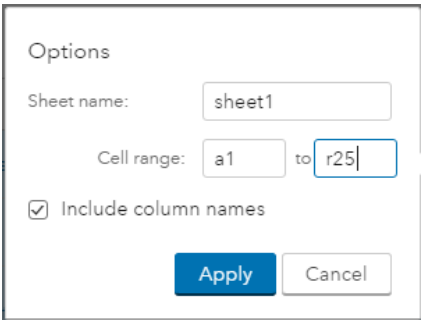 Options
Sheet name: sheet1
Cell range: a1 to r25
Include column names
Apply Cancel